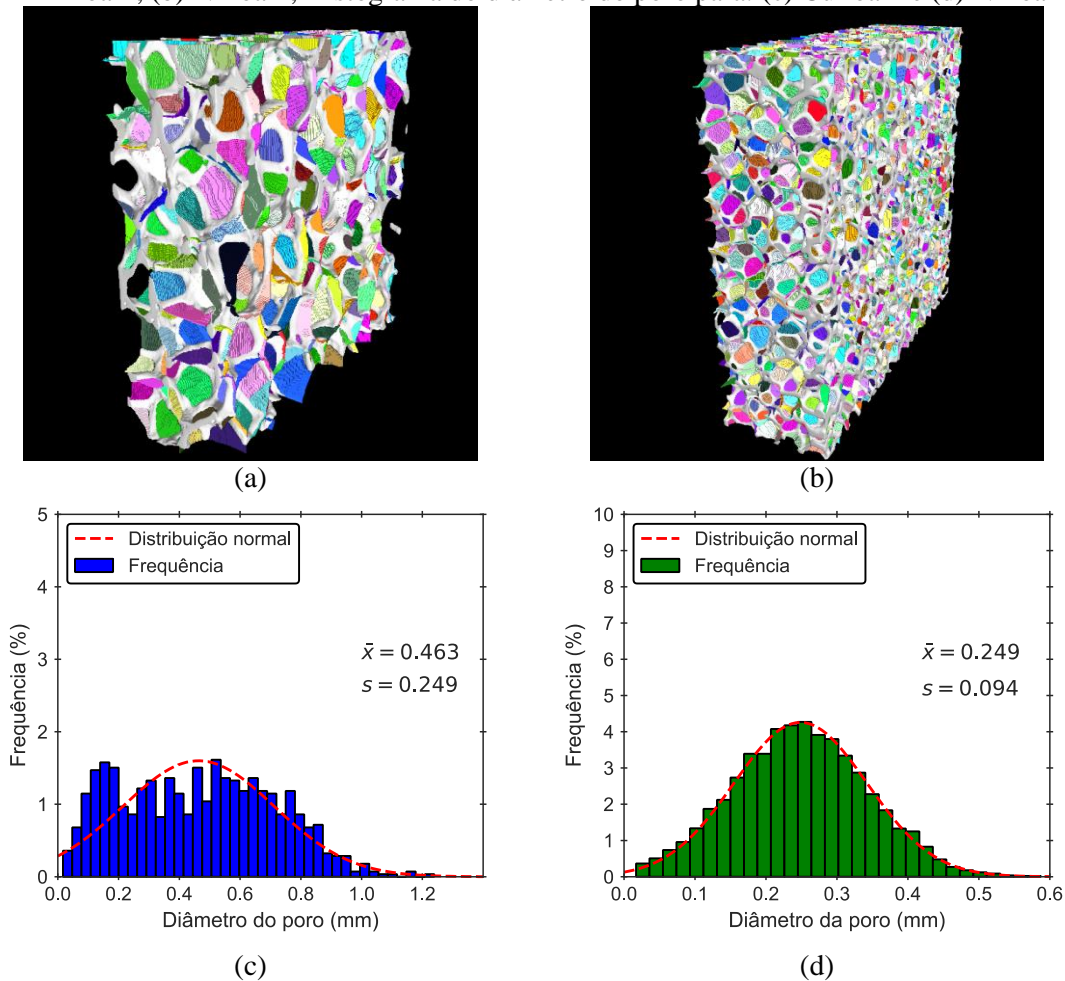 (a)
(b)
5
4
3
2
1
0
0.0 0.2 0.4 0.6 0.8 1.0 1.2
Frequência (%)
Diâmetro do poro (mm)
Distribuição normal
Frequência
x̄ = 0.463
s = 0.249
(c)
10
9
8
7
6
5
4
3
2
1
0
0.0 0.1 0.2 0.3 0.4 0.5 0.6
Frequência (%)
Diâmetro da poro (mm)
Distribuição normal
Frequência
x̄ = 0.249
s = 0.094
(d)